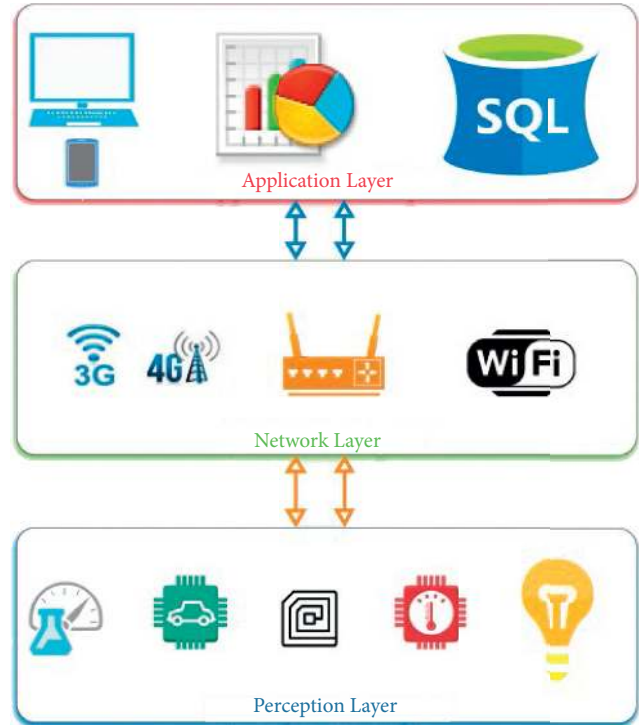 SQL
Application Layer
3G
4G
WiFi
Network Layer
Perception Layer